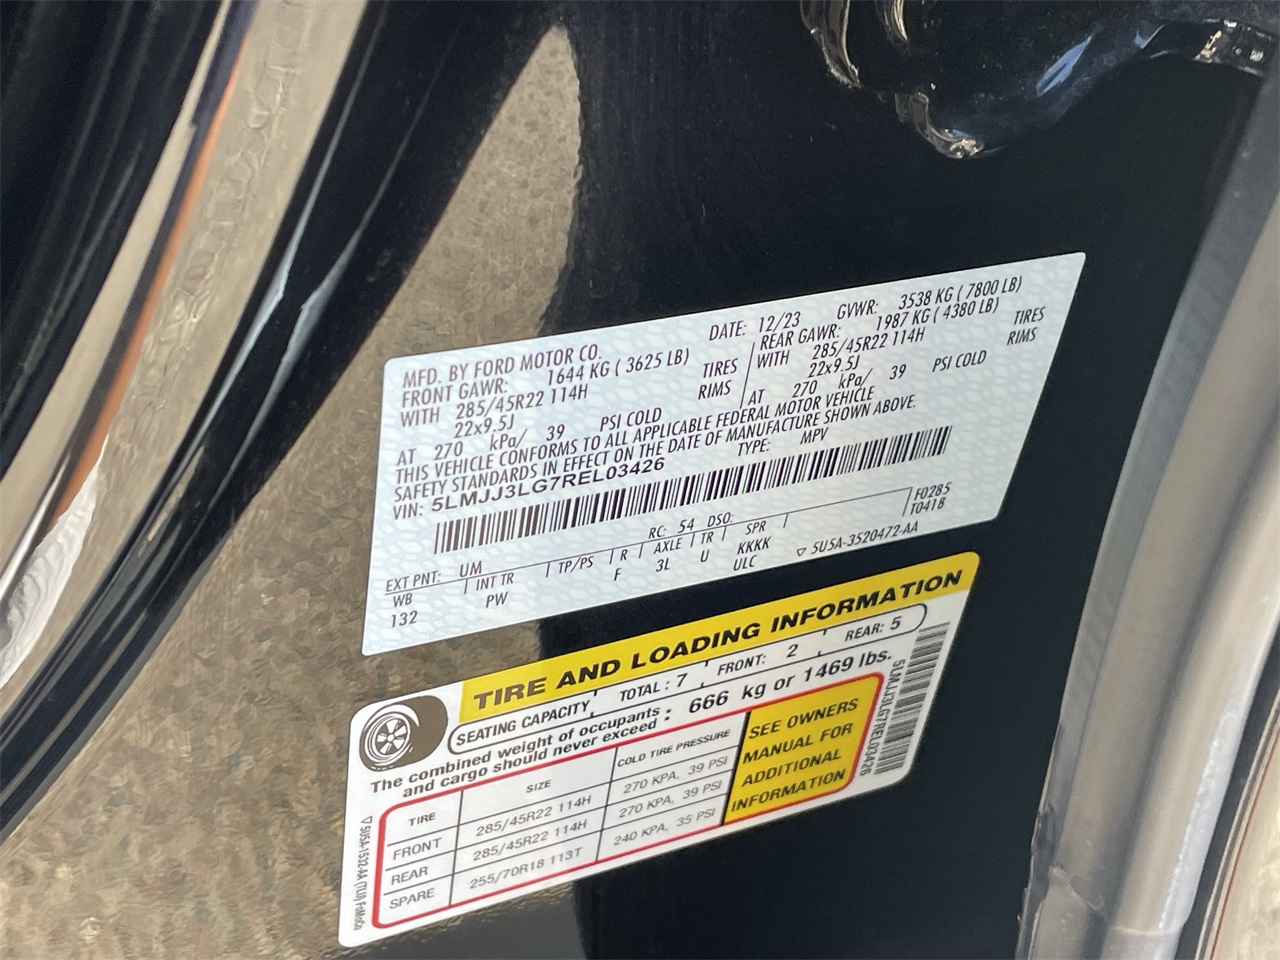 MFD. BY FORD MOTOR CO. DATE: 12/23 GVWR: 3538 KG ( 7800 LB)
FRONT GAWR: 1644 KG ( 3625 LB) REAR GAWR: 1987 KG ( 4380 LB)
WITH 285/45R22 114H TIRES WITH 285/45R22 114H TIRES
22x9.5J RIMS 22x9.5J RIMS
AT 270 kPa/ 39 PSI COLD AT 270 kPa/ 39 PSI COLD
THIS VEHICLE CONFORMS TO ALL APPLICABLE FEDERAL MOTOR VEHICLE
SAFETY STANDARDS IN EFFECT ON THE DATE OF MANUFACTURE SHOWN ABOVE.
VIN: 5LMJJ3LG7REL03426 TYPE: MPV
EXT PNT: UM RC: 54 DSO: F0285
WB INT TR TP/PS R AXLE TR SPR T0418
132 PW F 3L U KKKK
ULC ▽ 5U5A-3520472-AA
TIRE AND LOADING INFORMATION
SEATING CAPACITY TOTAL : 7 FRONT: 2 REAR: 5
The combined weight of occupants and cargo should never exceed : 666 kg or 1469 lbs.
TIRE SIZE COLD TIRE PRESSURE
FRONT 285/45R22 114H 270 KPA, 39 PSI
REAR 285/45R22 114H 270 KPA, 39 PSI
SPARE 255/70R18 113T 240 KPA, 35 PSI
SEE OWNERS
MANUAL FOR
ADDITIONAL
INFORMATION
5LMJJ3LG7REL03426
▽ 5U5A-1532-AA (TLU) FoMoCo